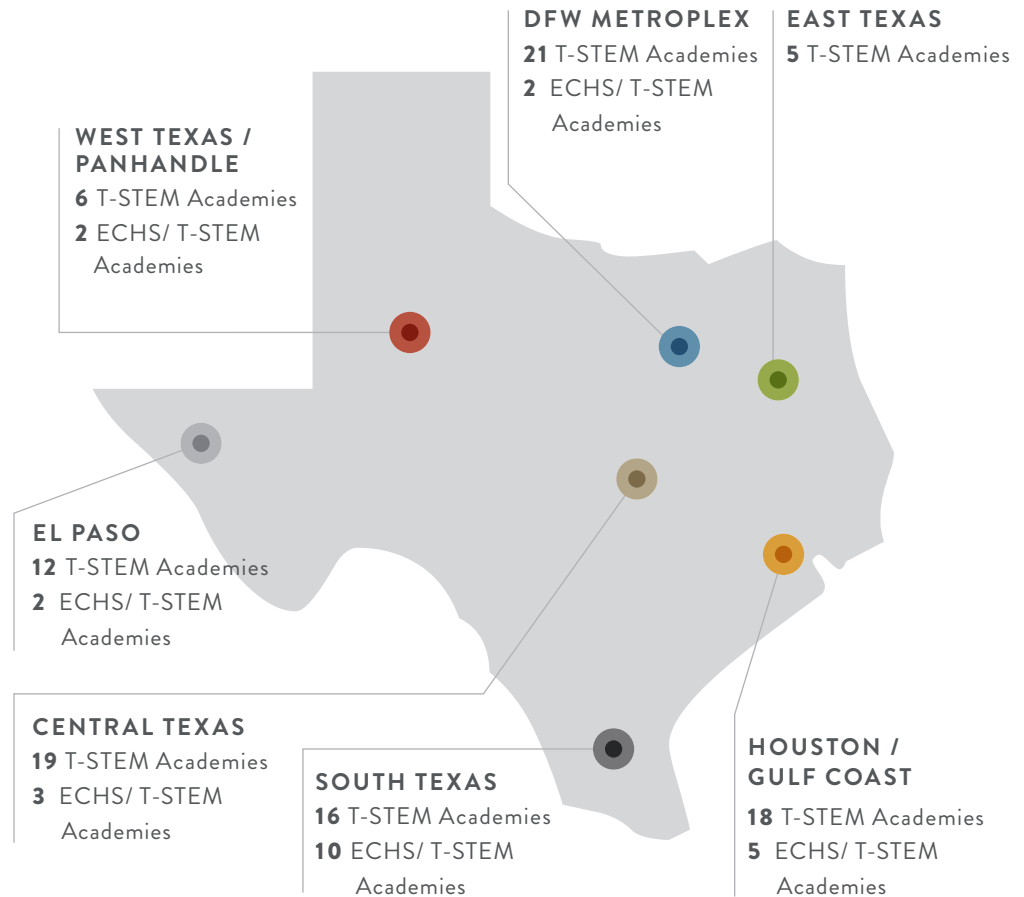 DFW METROPLEX
21 T-STEM Academies
2 ECHS/ T-STEM
Academies
EAST TEXAS
5 T-STEM Academies
WEST TEXAS /
PANHANDLE
6 T-STEM Academies
2 ECHS/ T-STEM
Academies
EL PASO
12 T-STEM Academies
2 ECHS/ T-STEM
Academies
CENTRAL TEXAS
19 T-STEM Academies
3 ECHS/ T-STEM
Academies
SOUTH TEXAS
16 T-STEM Academies
10 ECHS/ T-STEM
Academies
HOUSTON /
GULF COAST
18 T-STEM Academies
5 ECHS/ T-STEM
Academies